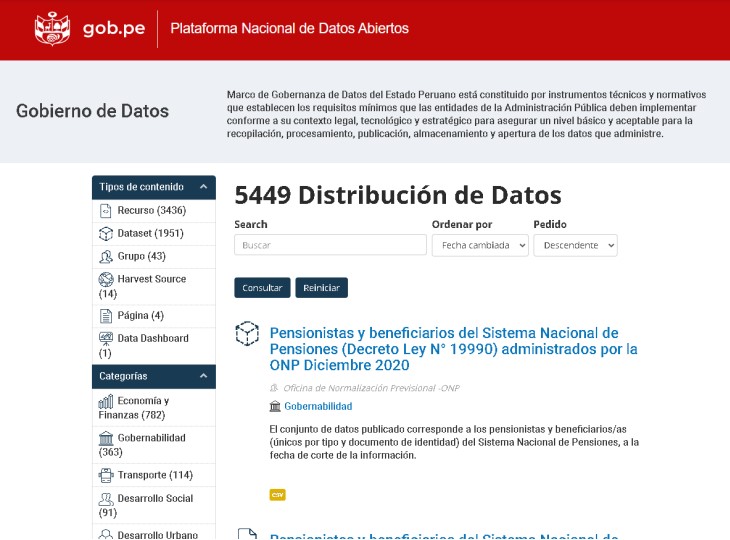 gob.pe
Plataforma Nacional de Datos Abiertos
Gobierno de Datos
Marco de Gobernanza de Datos del Estado Peruano está constituido por instrumentos técnicos y normativos
que establecen los requisitos mínimos que las entidades de la Administración Pública deben implementar
conforme a su contexto legal, tecnológico y estratégico para asegurar un nivel básico y aceptable para la
recopilación, procesamiento, publicación, almacenamiento y apertura de los datos que administre.
Tipos de contenido
Recurso (3436)
Dataset (1951)
Grupo (43)
Harvest Source
(14)
Página (4)
Data Dashboard
(1)
Categorías
Economía y
Finanzas (782)
Gobernabilidad
(363)
Transporte (114)
Desarrollo Social
(91)
Desarrollo Urbano
5449 Distribución de Datos
Search
Ordenar por
Pedido
Buscar
Fecha cambiada
Descendente
Consultar
Reiniciar
Pensionistas y beneficiarios del Sistema Nacional de
Pensiones (Decreto Ley N° 19990) administrados por la
ONP Diciembre 2020
Oficina de Normalización Previsional -ONP
Gobernabilidad
El conjunto de datos publicado corresponde a los pensionistas y beneficiarios/as
(únicos por tipo y documento de identidad) del Sistema Nacional de Pensiones, a la
fecha de corte de la información.
csv
Pensionistas y beneficiarios del Sistema Nacional de